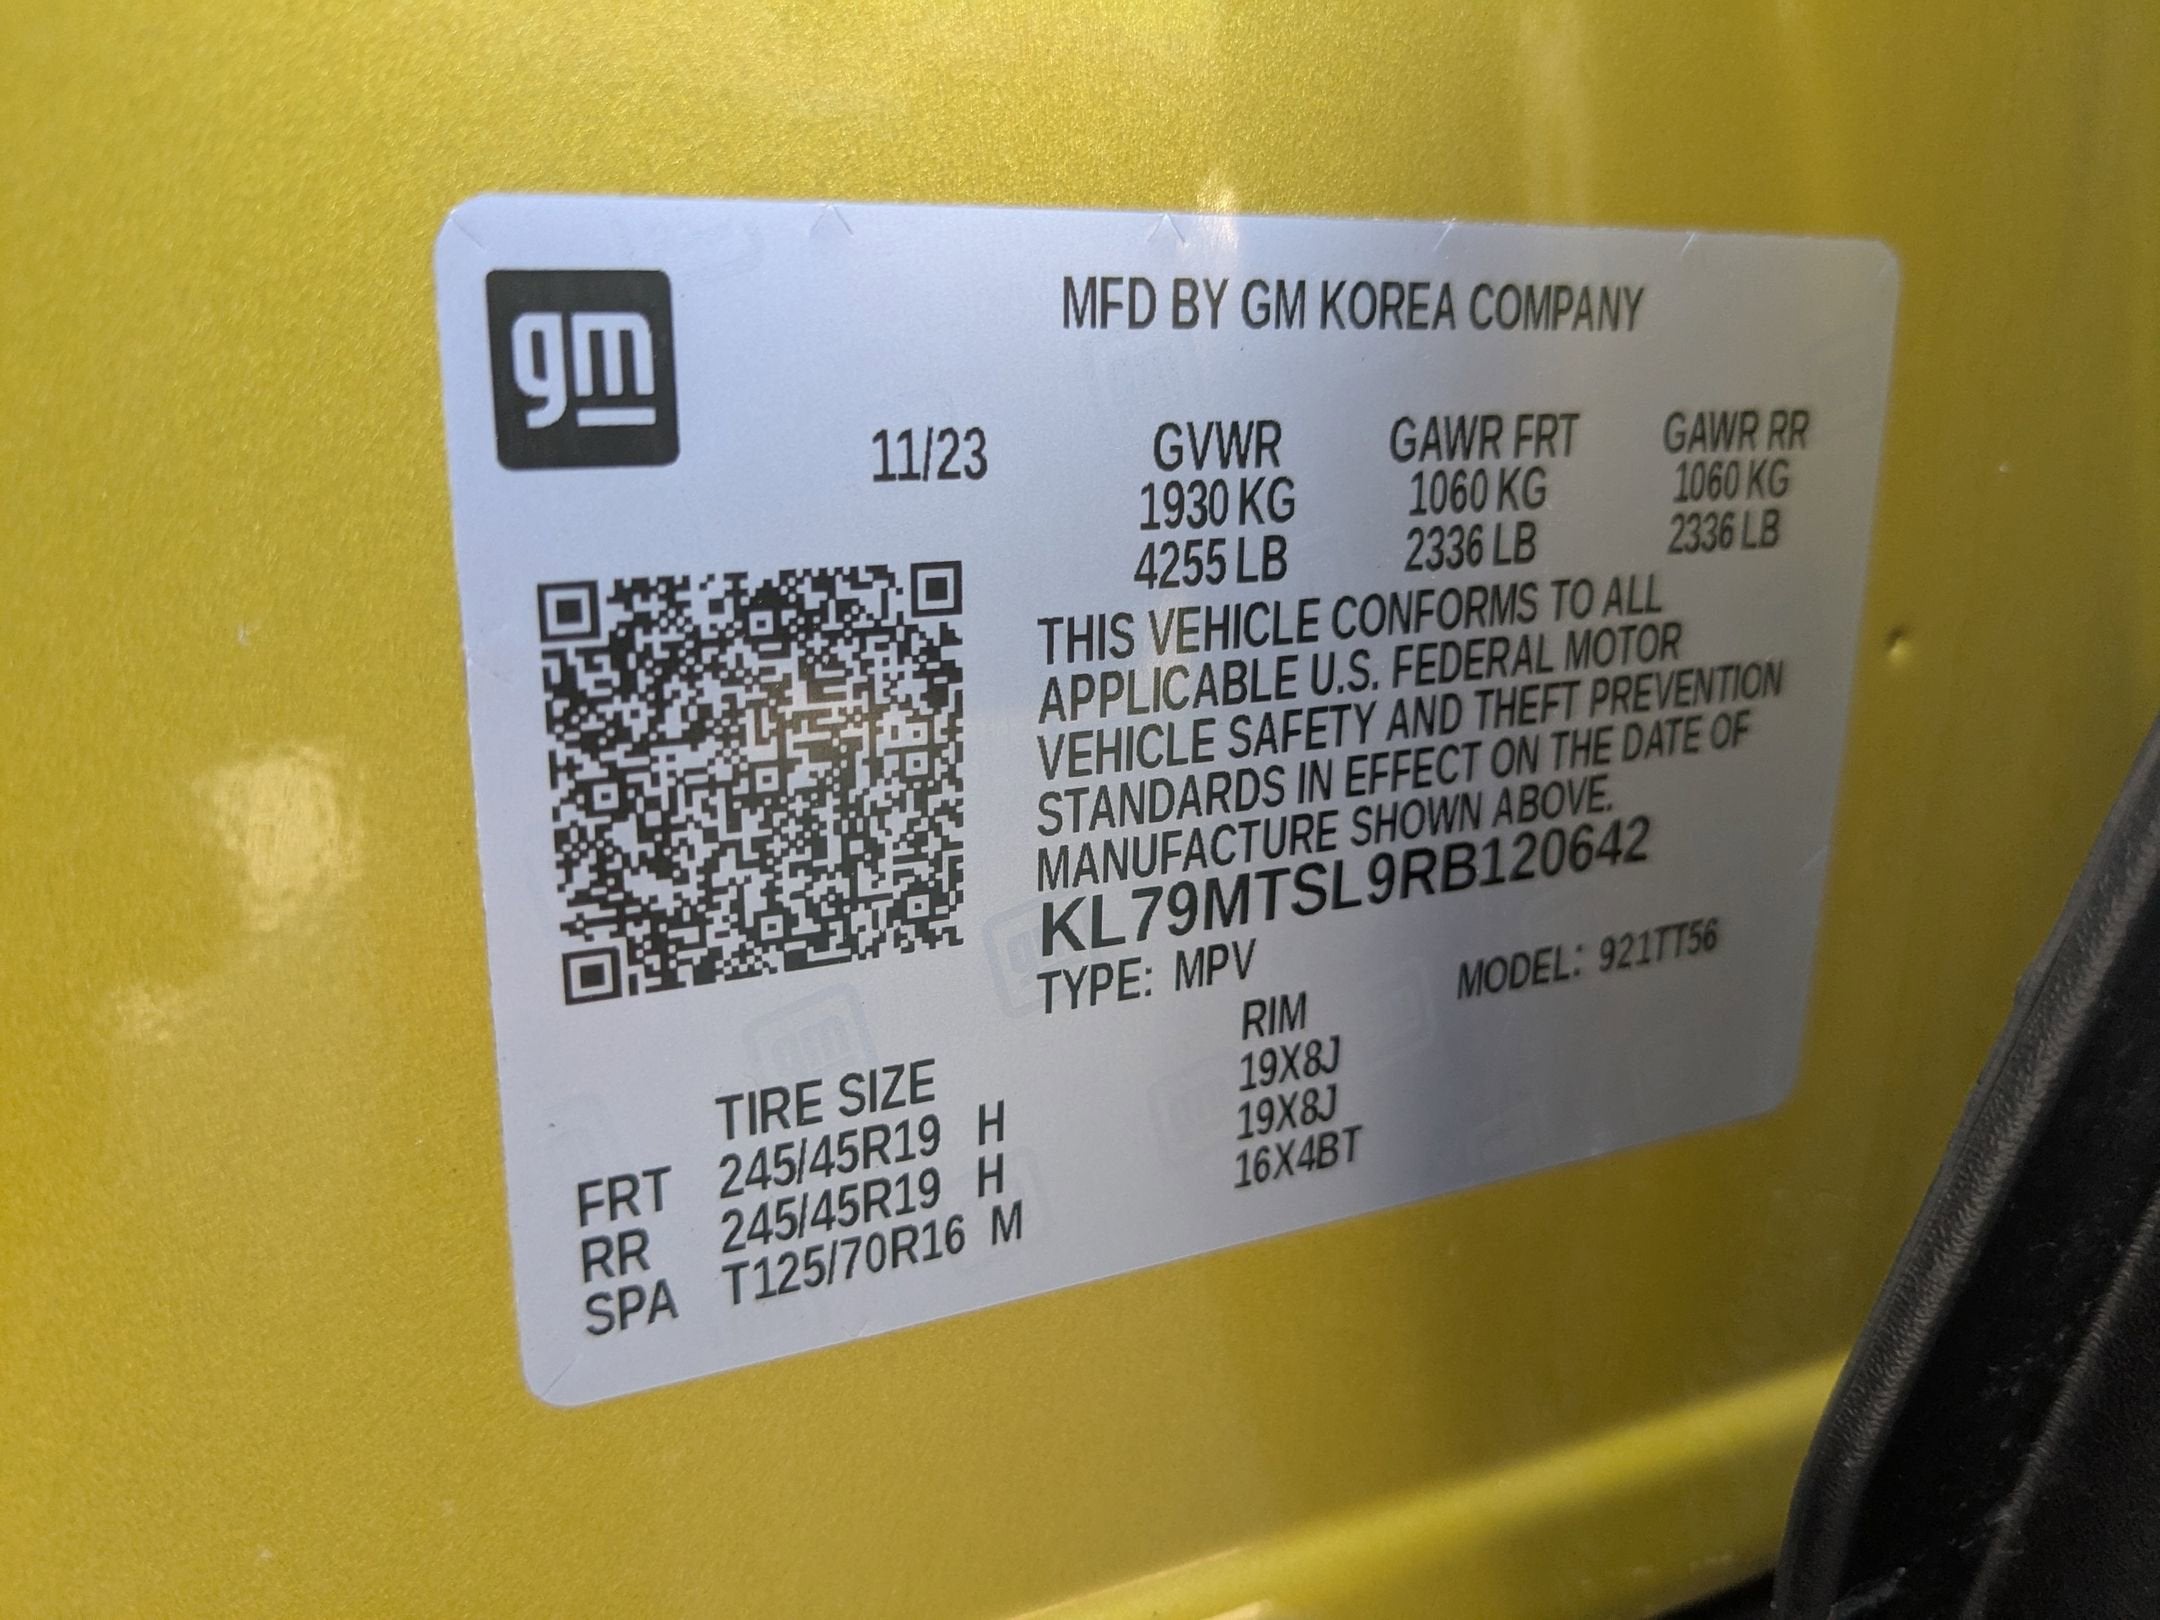 gm
MFD BY GM KOREA COMPANY
11/23 GVWR GAWR FRT GAWR RR
1930 KG 1060 KG 1060 KG
4255 LB 2336 LB 2336 LB
THIS VEHICLE CONFORMS TO ALL
APPLICABLE U.S. FEDERAL MOTOR
VEHICLE SAFETY AND THEFT PREVENTION
STANDARDS IN EFFECT ON THE DATE OF
MANUFACTURE SHOWN ABOVE.
KL79MTSL9RB120642
TYPE: MPV MODEL: 921TT56
TIRE SIZE RIM
FRT 245/45R19 H 19X8J
RR 245/45R19 H 19X8J
SPA T125/70R16 M 16X4BT